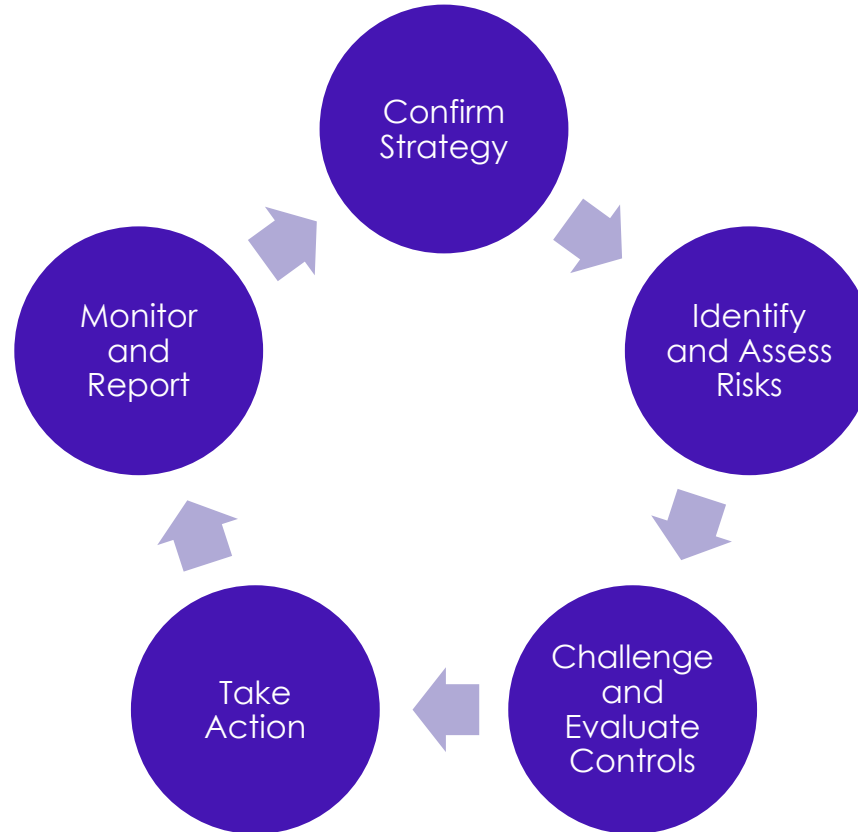 Confirm
Strategy
Identify
and Assess
Risks
Challenge
and
Evaluate
Controls
Take
Action
Monitor
and
Report